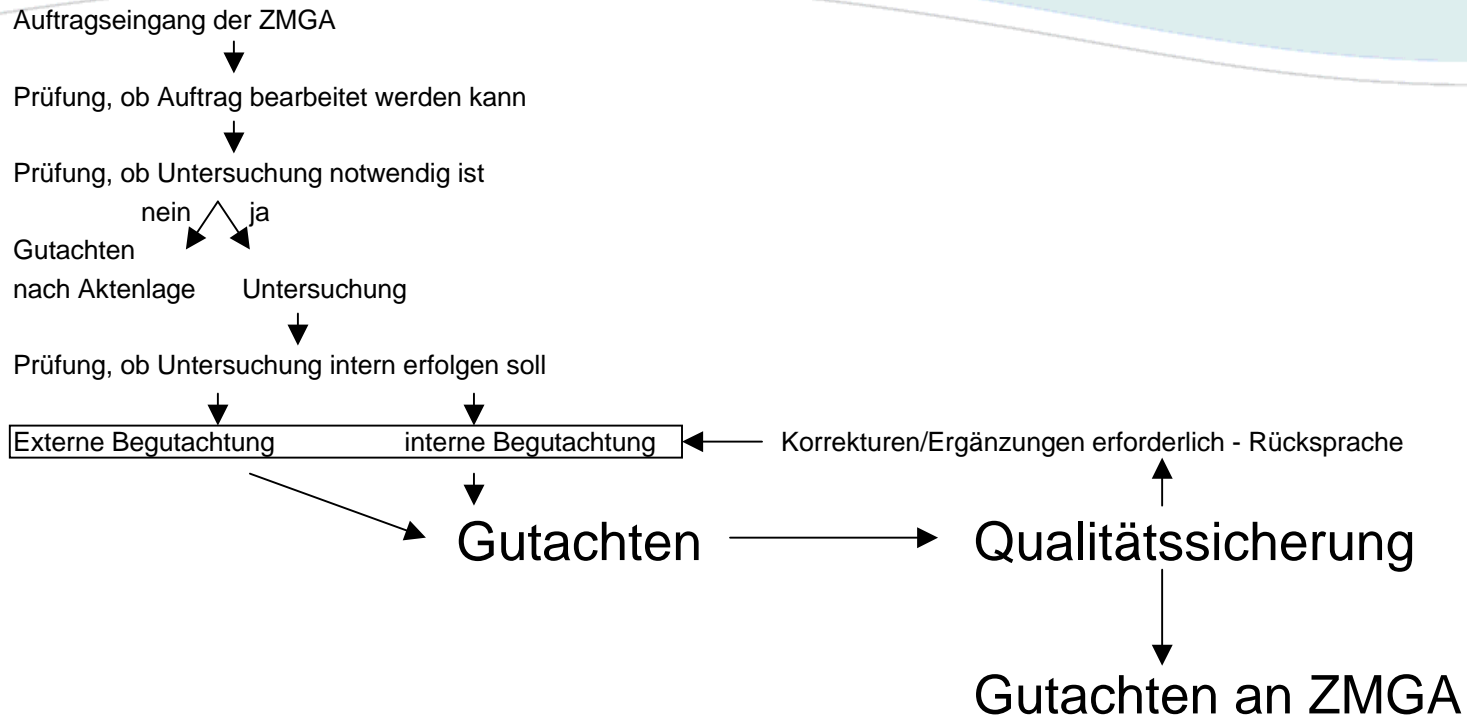 Auftragseingang der ZMGA
Prüfung, ob Auftrag bearbeitet werden kann
Prüfung, ob Untersuchung notwendig ist
nein ja
Gutachten
nach Aktenlage Untersuchung
Prüfung, ob Untersuchung intern erfolgen soll
Externe Begutachtung interne Begutachtung Korrekturen/Ergänzungen erforderlich - Rücksprache
Gutachten Qualitätssicherung
Gutachten an ZMGA